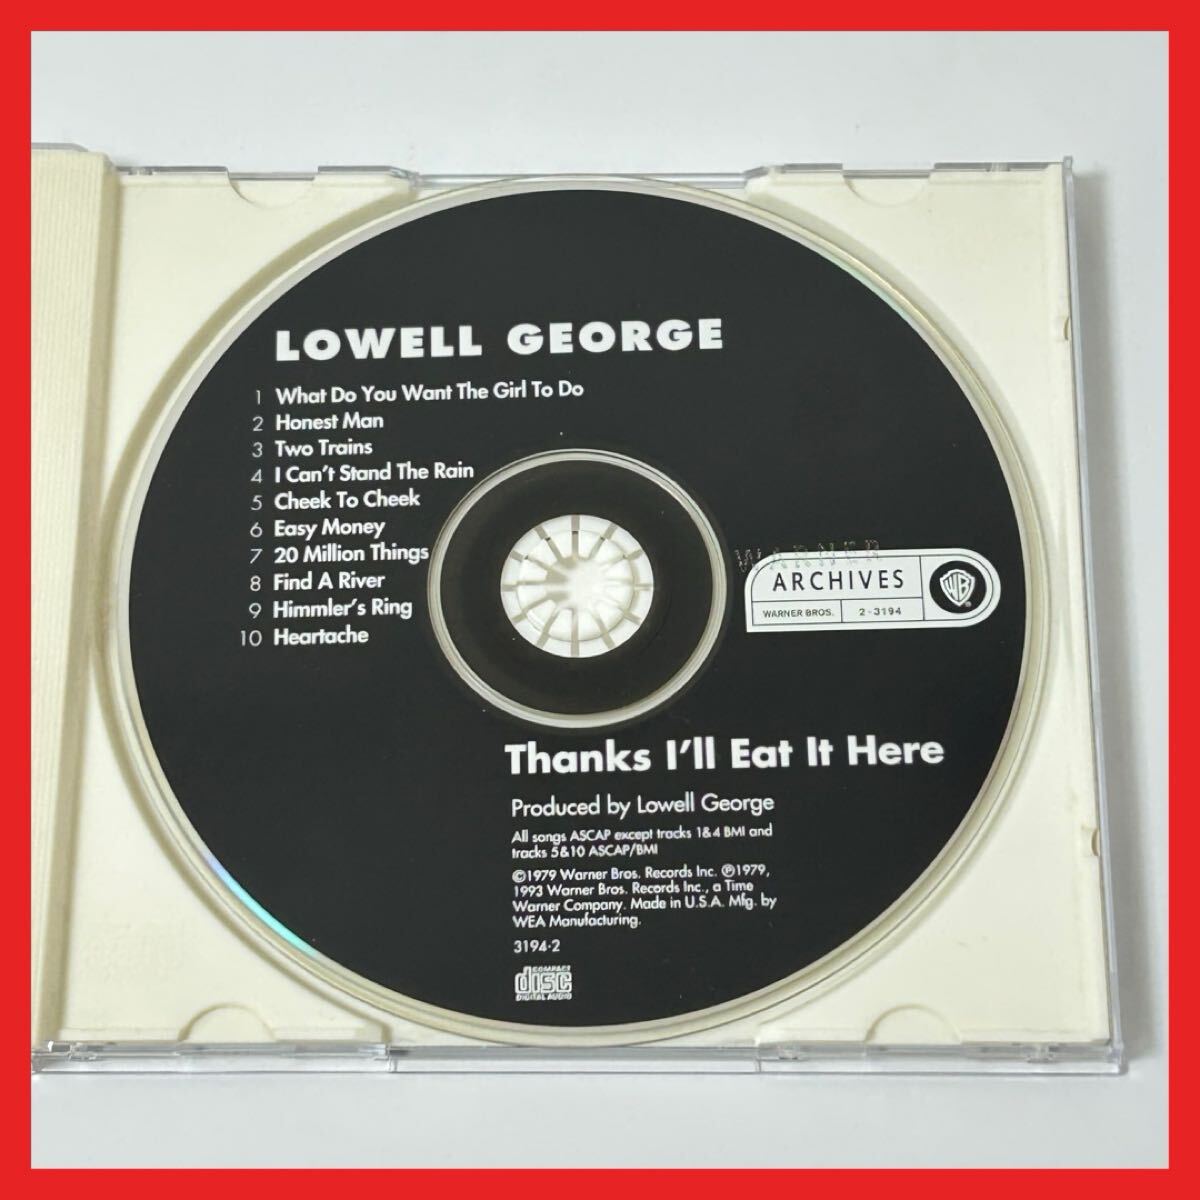 LOWELL GEORGE
1 What Do You Want The Girl To Do
2 Honest Man
3 Two Trains
4 I Can't Stand The Rain
5 Cheek To Cheek
6 Easy Money
7 20 Million Things
8 Find A River
9 Himmler's Ring
10 Heartache
WARNER
ARCHIVES
WARNER BROS. 2-3194
WB
Thanks I'll Eat It Here
Produced by Lowell George
All songs ASCAP except tracks 1&4 BMI and
tracks 5&10 ASCAP/BMI
©1979 Warner Bros. Records Inc. ℗1979,
1993 Warner Bros. Records Inc., a Time
Warner Company. Made in U.S.A. Mfg. by
WEA Manufacturing.
3194-2
COMPACT
disc
DIGITAL AUDIO